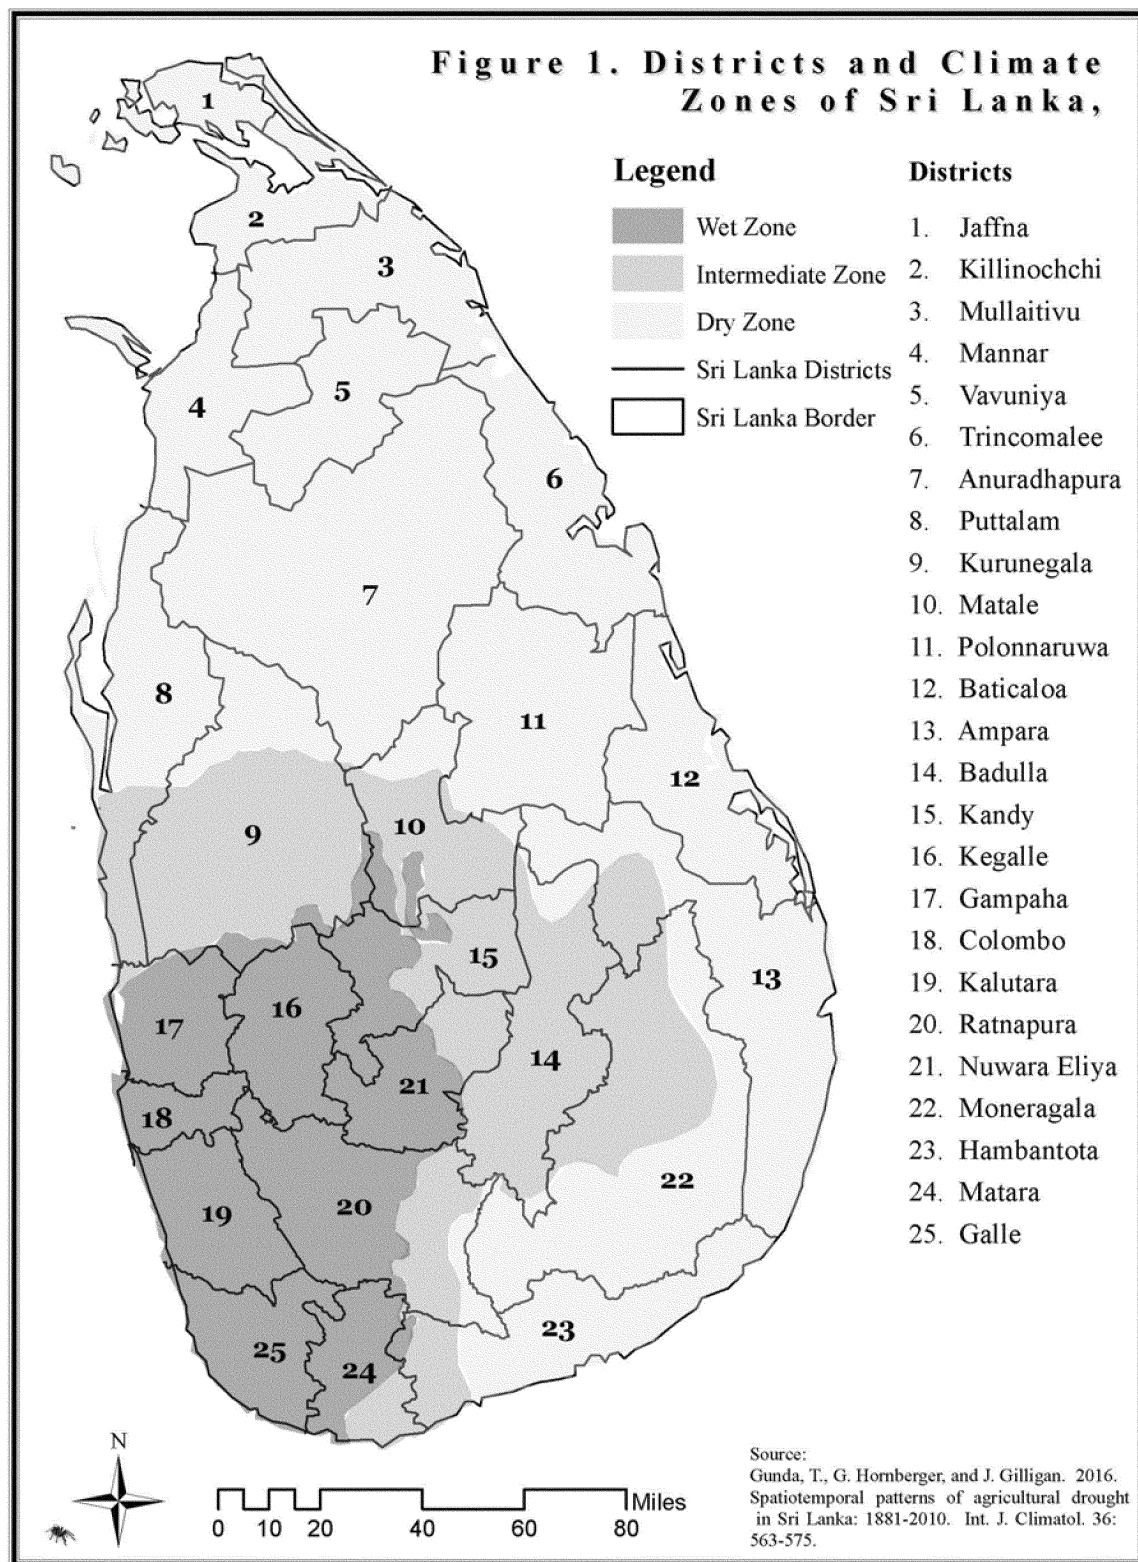 Figure 1. Districts and Climate
Zones of Sri Lanka,
Legend
Wet Zone
Intermediate Zone
Dry Zone
Sri Lanka Districts
Sri Lanka Border
Districts
1. Jaffna
2. Killinochchi
3. Mullaitivu
4. Mannar
5. Vavuniya
6. Trincomalee
7. Anuradhapura
8. Puttalam
9. Kurunegala
10. Matale
11. Polonnaruwa
12. Baticaloa
13. Ampara
14. Badulla
15. Kandy
16. Kegalle
17. Gampaha
18. Colombo
19. Kalutara
20. Ratnapura
21. Nuwara Eliya
22. Moneragala
23. Hambantota
24. Matara
25. Galle
1
2
3
4
5
6
7
8
9
10
11
12
13
14
15
16
17
18
19
20
21
22
23
24
25
N
Miles
0 10 20 40 60 80
Source:
Gunda, T., G. Hornberger, and J. Gilligan. 2016.
Spatiotemporal patterns of agricultural drought
in Sri Lanka: 1881-2010. Int. J. Climatol. 36:
563-575.